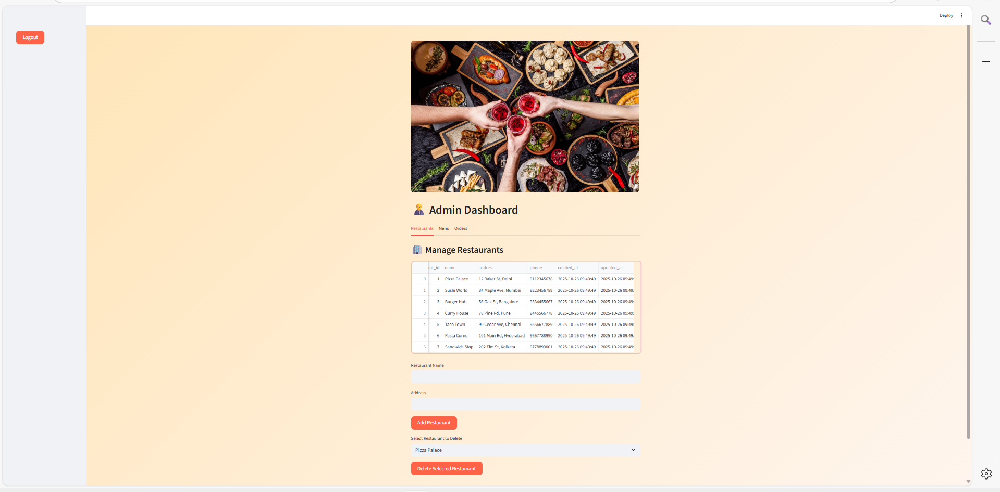 Deploy
Logout
Admin Dashboard
Restaurants Menu Orders
Manage Restaurants
nt_id name address phone created_at updated_at
0 1 Pizza Palace 12 Baker St, Delhi 9112345678 2025-10-26 09:49:49 2025-10-26 09:49:
1 2 Sushi World 34 Maple Ave, Mumbai 9223456789 2025-10-26 09:49:49 2025-10-26 09:49:
2 3 Burger Hub 56 Oak St, Bangalore 9334455667 2025-10-26 09:49:49 2025-10-26 09:49:
3 4 Curry House 78 Pine Rd, Pune 9445566778 2025-10-26 09:49:49 2025-10-26 09:49:
4 5 Taco Town 90 Cedar Ave, Chennai 9556677889 2025-10-26 09:49:49 2025-10-26 09:49:
5 6 Pasta Corner 101 Main Rd, Hyderabad 9667788990 2025-10-26 09:49:49 2025-10-26 09:49:
6 7 Sandwich Stop 202 Elm St, Kolkata 9778899001 2025-10-26 09:49:49 2025-10-26 09:49:
Restaurant Name
Address
Add Restaurant
Select Restaurant to Delete
Pizza Palace
Delete Selected Restaurant